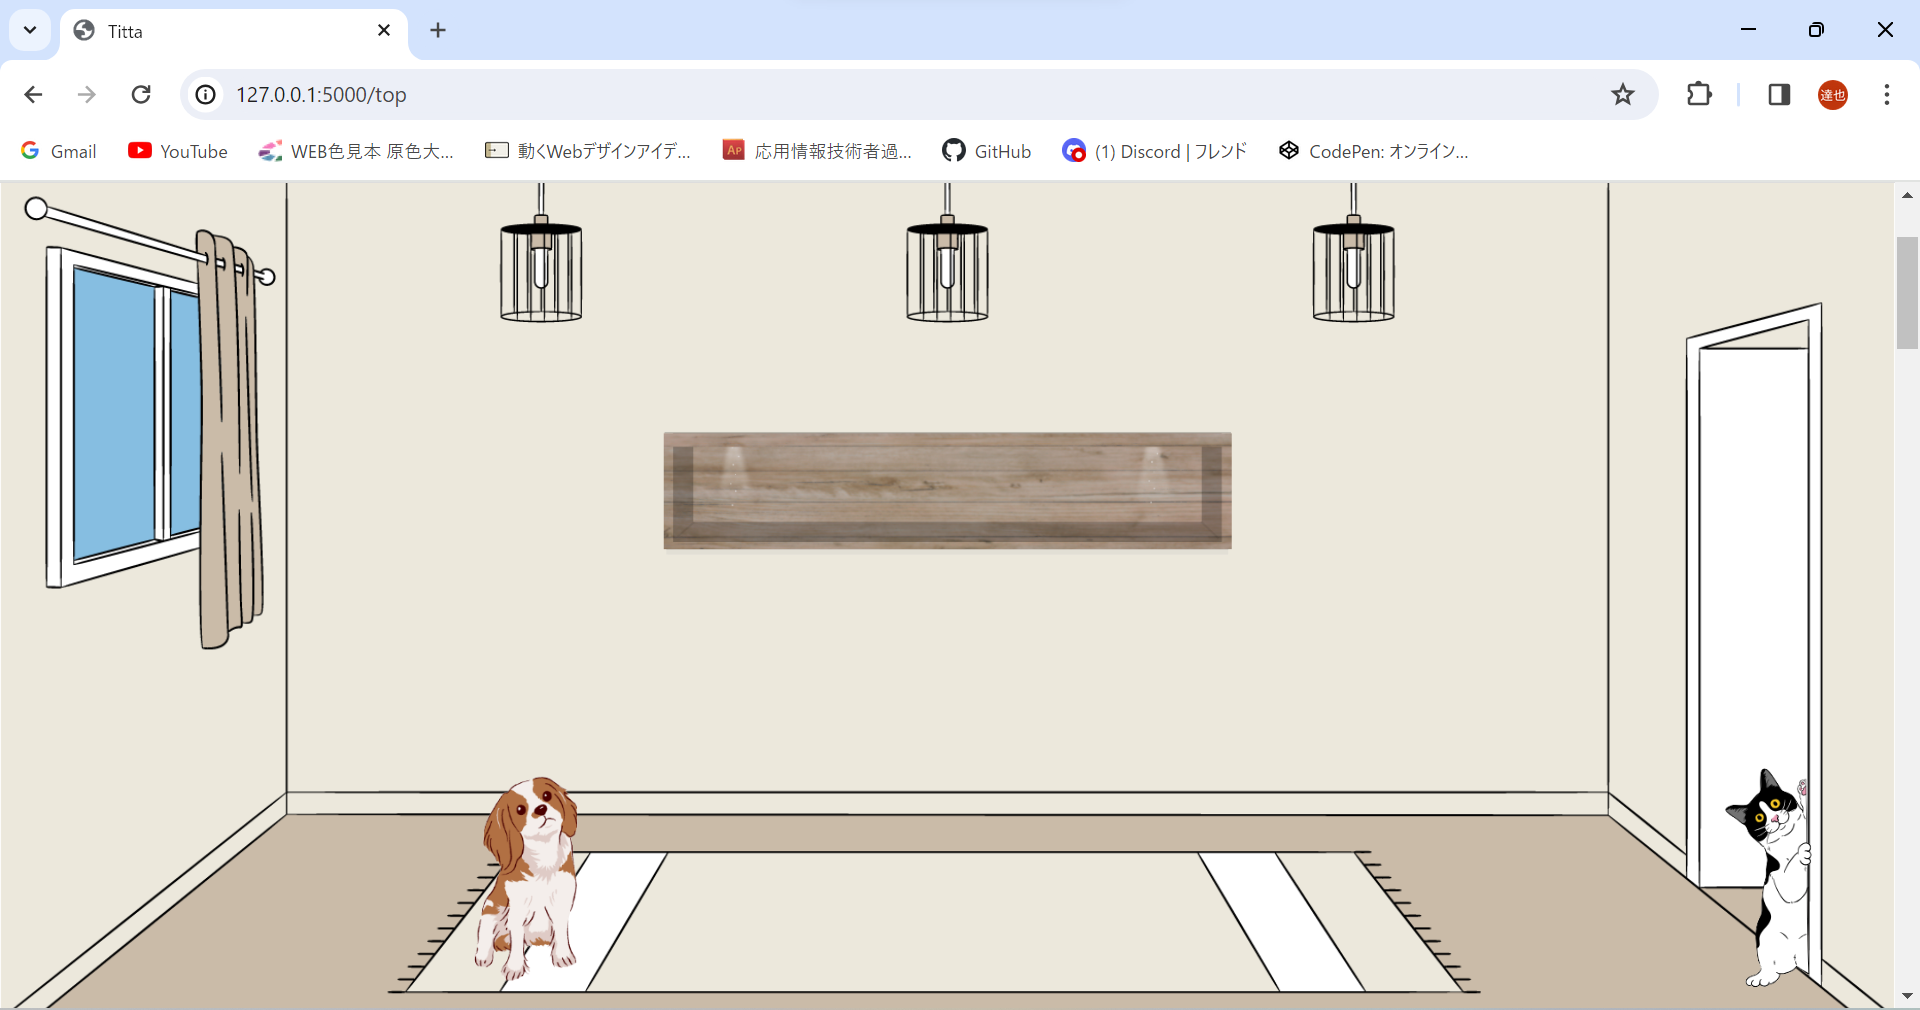 Titta
127.0.0.1:5000/top
達也
Gmail
YouTube
WEB色見本 原色大...
動くWebデザインアイデ...
AP
応用情報技術者過...
GitHub
(1) Discord | フレンド
CodePen: オンライン...